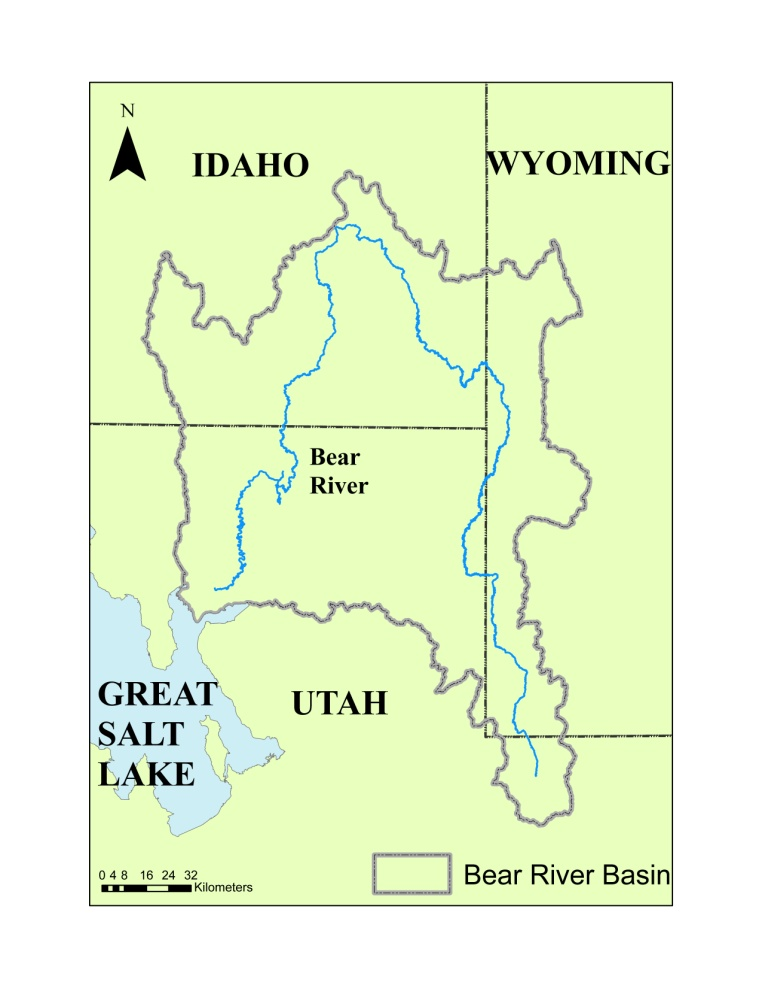 N
IDAHO
WYOMING
Bear
River
GREAT
SALT
LAKE
UTAH
0 4 8 16 24 32
Kilometers
Bear River Basin